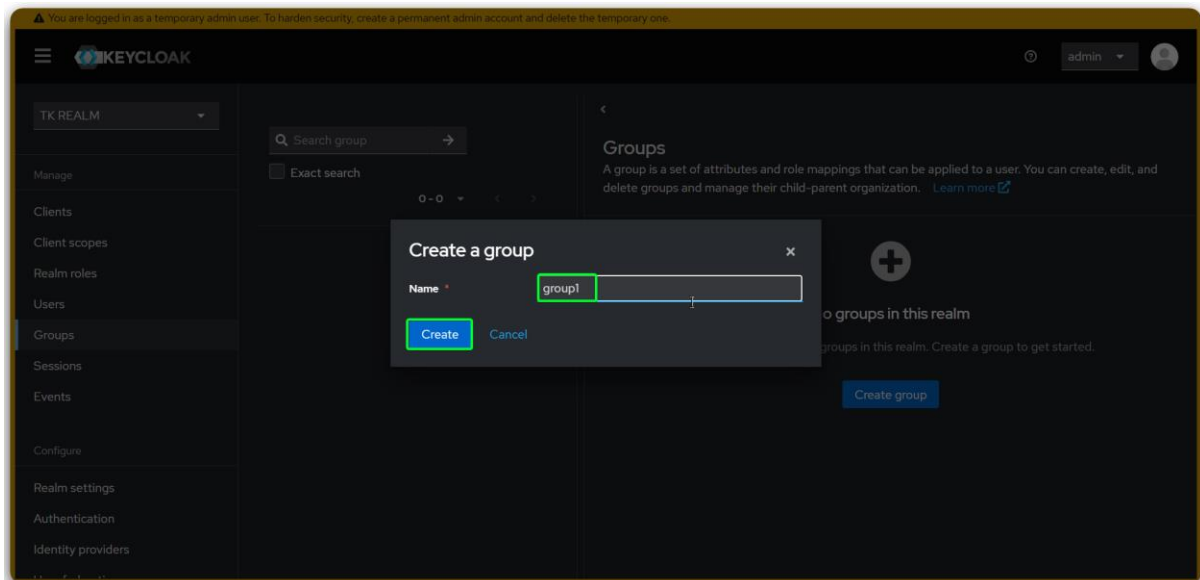 You are logged in as a temporary admin user. To harden security, create a permanent admin account and delete the temporary one.
KEYCLOAK
admin
TK REALM
Manage
Clients
Client scopes
Realm roles
Users
Groups
Sessions
Events
Configure
Realm settings
Authentication
Identity providers
Search group
Exact search
0-0
Groups
A group is a set of attributes and role mappings that can be applied to a user. You can create, edit, and
delete groups and manage their child-parent organization. Learn more
Create a group
Name *
group1
Create Cancel
o groups in this realm
groups in this realm. Create a group to get started.
Create group